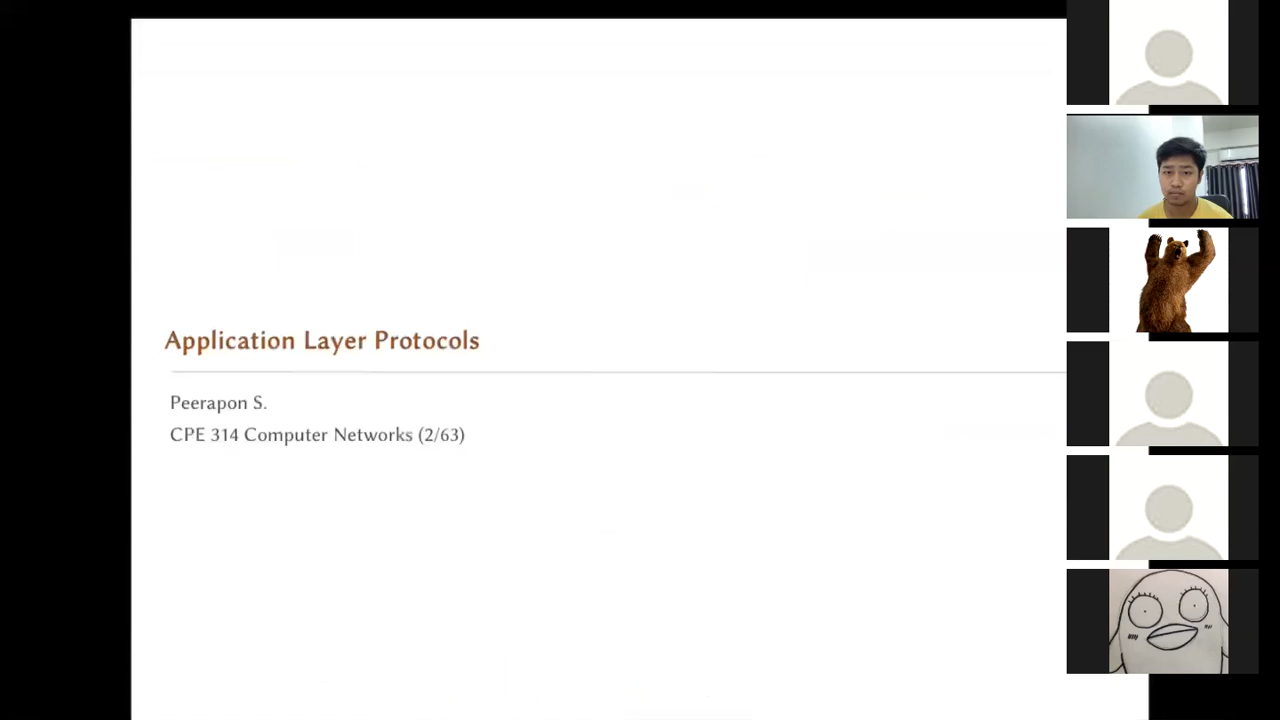 Application Layer Protocols
Peerapon S.
CPE 314 Computer Networks (2/63)